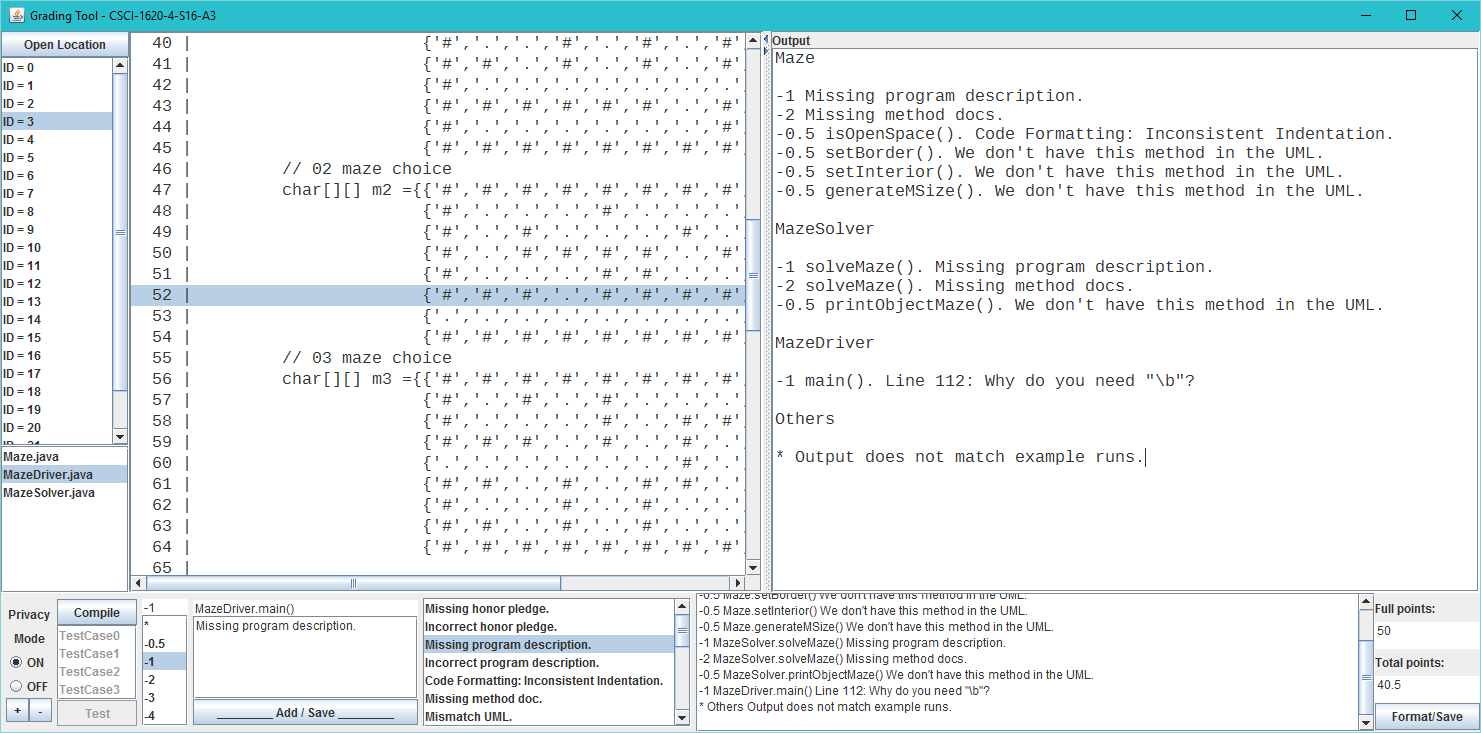 Grading Tool - CSCI-1620-4-S16-A3
Open Location
ID = 0
ID = 1
ID = 2
ID = 3
ID = 4
ID = 5
ID = 6
ID = 7
ID = 8
ID = 9
ID = 10
ID = 11
ID = 12
ID = 13
ID = 14
ID = 15
ID = 16
ID = 17
ID = 18
ID = 19
ID = 20
ID = 21
Maze.java
MazeDriver.java
MazeSolver.java
40 | {'#','.','.','#','.','#','.','#'
41 | {'#','#','.','#','.','#','.','#'
42 | {'#','.','.','.','.','.','.','.'
43 | {'#','#','#','#','#','#','.','#'
44 | {'#','.','.','.','.','.','.','#'
45 | {'#','#','#','#','#','#','#','#'
46 | // 02 maze choice
47 | char[][] m2 ={{'#','#','#','#','#','#','#','#'
48 | {'#','.','.','.','#','.','.','.'
49 | {'#','.','#','.','.','.','#','.'
50 | {'#','.','#','#','#','#','.','#'
51 | {'#','.','.','.','#','#','.','.'
52 | {'#','#','#','.','#','#','#','#'
53 | {'.','.','.','.','.','.','.','.'
54 | {'#','#','#','#','#','#','#','#'
55 | // 03 maze choice
56 | char[][] m3 ={{'#','#','#','#','#','#','#','#'
57 | {'#','.','#','.','#','.','.','.'
58 | {'#','.','.','.','#','.','#','#'
59 | {'#','#','#','.','#','.','#','.'
60 | {'.','.','.','.','.','.','#','.'
61 | {'#','#','.','#','.','#','#','.'
62 | {'#','.','.','#','.','#','.','.'
63 | {'#','#','.','#','.','#','.','.'
64 | {'#','#','#','#','#','#','#','#'
65 |
Output
Maze
-1 Missing program description.
-2 Missing method docs.
-0.5 isOpenSpace(). Code Formatting: Inconsistent Indentation.
-0.5 setBorder(). We don't have this method in the UML.
-0.5 setInterior(). We don't have this method in the UML.
-0.5 generateMSize(). We don't have this method in the UML.
MazeSolver
-1 solveMaze(). Missing program description.
-2 solveMaze(). Missing method docs.
-0.5 printObjectMaze(). We don't have this method in the UML.
MazeDriver
-1 main(). Line 112: Why do you need "\b"?
Others
* Output does not match example runs.
Privacy
Mode
ON
OFF
+ -
Compile
TestCase0
TestCase1
TestCase2
TestCase3
Test
-1
*
-0.5
-1
-2
-3
-4
MazeDriver.main()
Missing program description.
________ Add / Save ________
Missing honor pledge.
Incorrect honor pledge.
Missing program description.
Incorrect program description.
Code Formatting: Inconsistent Indentation.
Missing method doc.
Mismatch UML.
-0.5 Maze.setBorder() We don't have this method in the UML.
-0.5 Maze.setInterior() We don't have this method in the UML.
-0.5 Maze.generateMSize() We don't have this method in the UML.
-1 MazeSolver.solveMaze() Missing program description.
-2 MazeSolver.solveMaze() Missing method docs.
-0.5 MazeSolver.printObjectMaze() We don't have this method in the UML.
-1 MazeDriver.main() Line 112: Why do you need "\b"?
* Others Output does not match example runs.
Full points:
50
Total points:
40.5
Format/Save